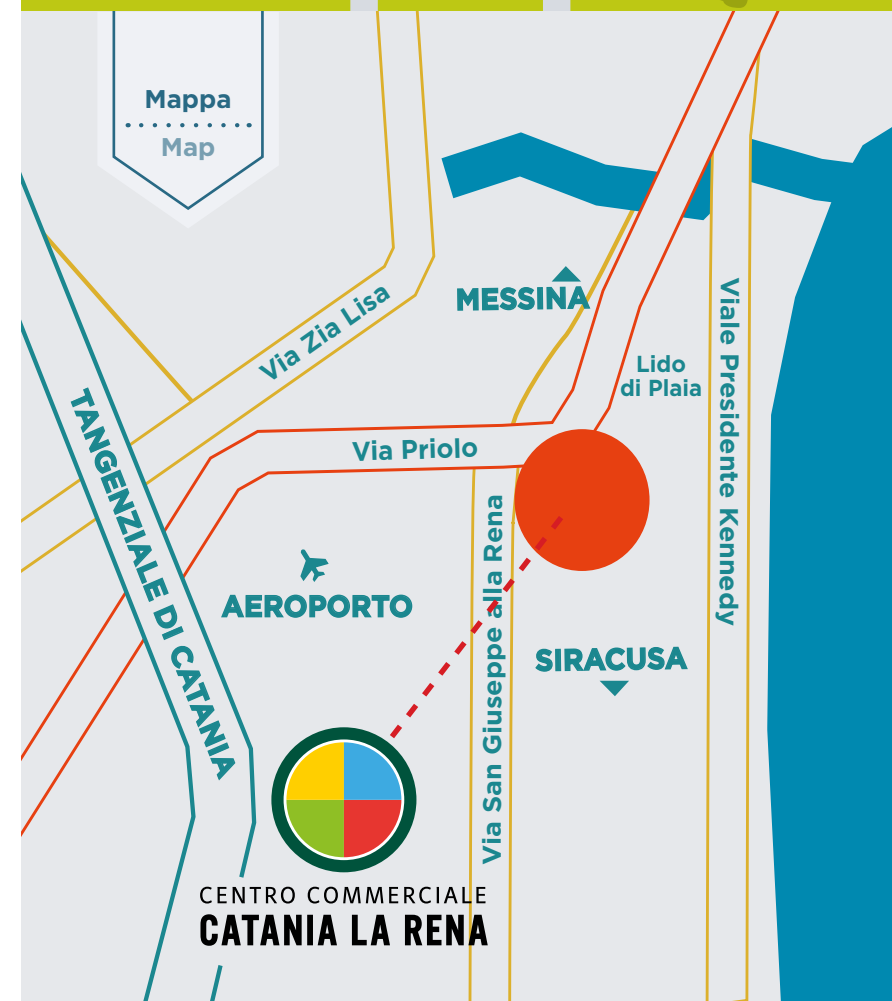 Mappa
Map
MESSINA
Via Zia Lisa
Lido
di Plaia
Viale Presidente Kennedy
Via Priolo
TANGENZIALE DI CATANIA
AEROPORTO
Via San Giuseppe alla Rena
SIRACUSA
CENTRO COMMERCIALE
CATANIA LA RENA